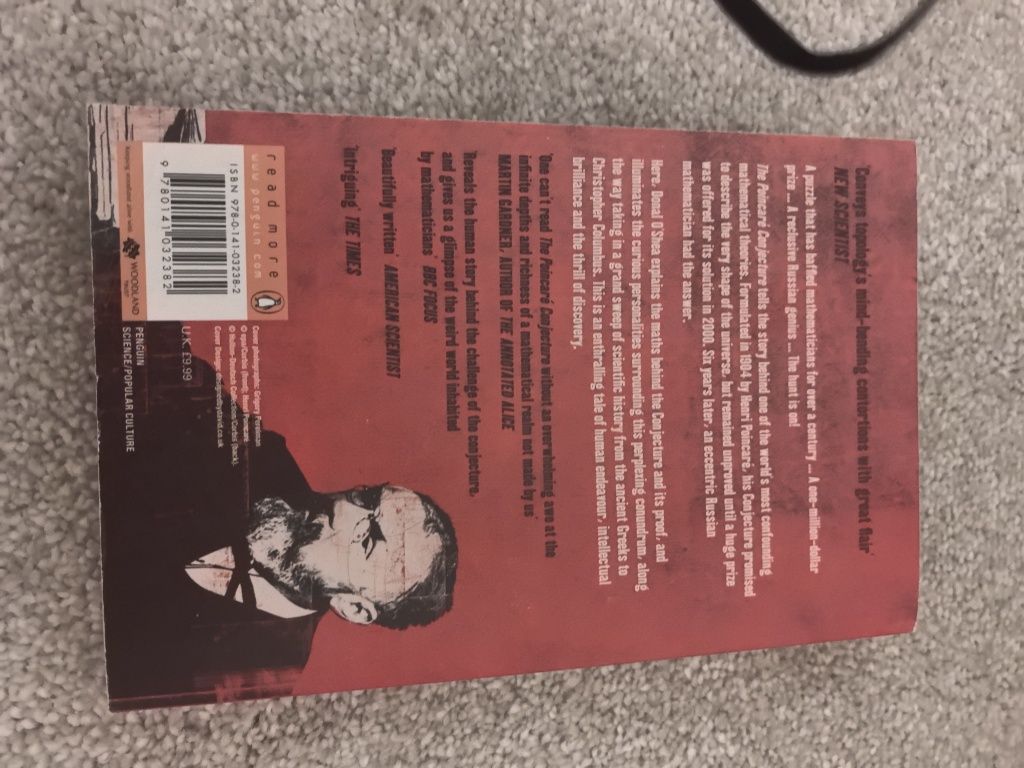 'Conveys topology's mind-bending contortions with great flair'
NEW SCIENTIST
A puzzle that has baffled mathematicians for over a century ... A one-million-dollar
prize ... A reclusive Russian genius ... The hunt is on!
The Poincaré Conjecture tells the story behind one of the world's most confounding
mathematical theories. Formulated in 1904 by Henri Poincaré, his Conjecture promised
to describe the very shape of the universe, but remained unproved until a huge prize
was offered for its solution in 2000. Six years later, an eccentric Russian
mathematician had the answer.
Here, Donal O'Shea explains the maths behind the Conjecture and its proof, and
illuminates the curious personalities surrounding this perplexing conundrum, along
the way taking in a grand sweep of scientific history from the ancient Greeks to
Christopher Columbus. This is an enthralling tale of human endeavour, intellectual
brilliance and the thrill of discovery.
'One can't read The Poincaré Conjecture without an overwhelming awe at the
infinite depths and richness of a mathematical realm not made by us'
MARTIN GARDNER, AUTHOR OF THE ANNOTATED ALICE
'Reveals the human story behind the challenge of the conjecture,
and gives us a glimpse of the weird world inhabited
by mathematicians' BBC FOCUS
'Beautifully written' AMERICAN SCIENTIST
'Intriguing' THE TIMES
Cover photographs: Gregory
(back).
Cover Design:
read more
www.penguin.com
ISBN 978-0-141-03238-2
9 780141 032382
U.K. £9.99
WOODLAND
TRUST
PENGUIN
SCIENCE/POPULAR CULTURE